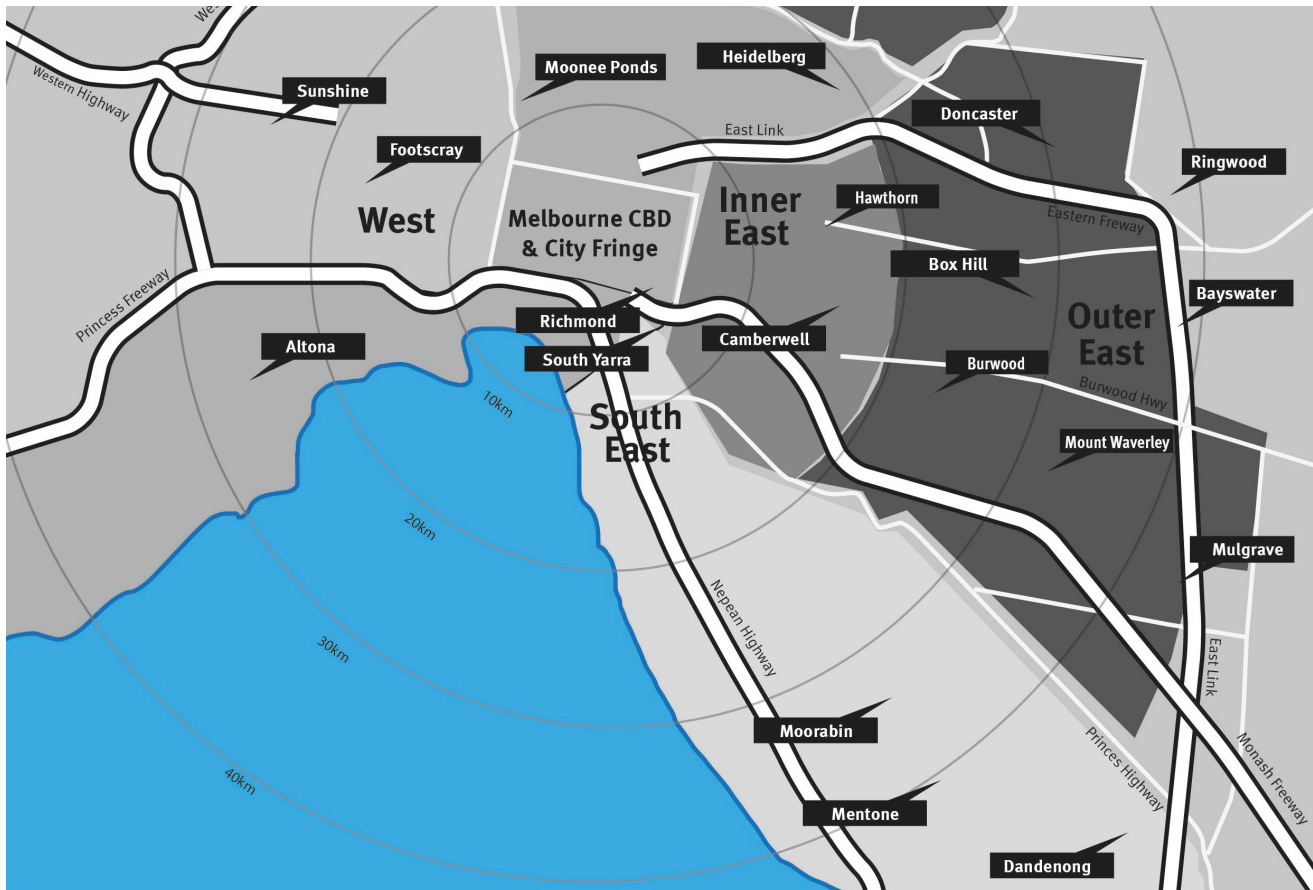 Wes
Moonee Ponds
Heidelberg
Western Highway
Sunshine
Doncaster
East Link
Footscray
Ringwood
Hawthorn
West
Melbourne CBD
& City Fringe
Inner
East
Eastern Freway
Box Hill
Princess Freeway
Bayswater
Richmond
Camberwell
Outer
East
Altona
South Yarra
Burwood
Burwood Hwy
10km
South
East
Mount Waverley
20km
Mulgrave
Nepean Highway
30km
East Link
Moorabin
Princes Highway
Monash Freeway
40km
Mentone
Dandenong